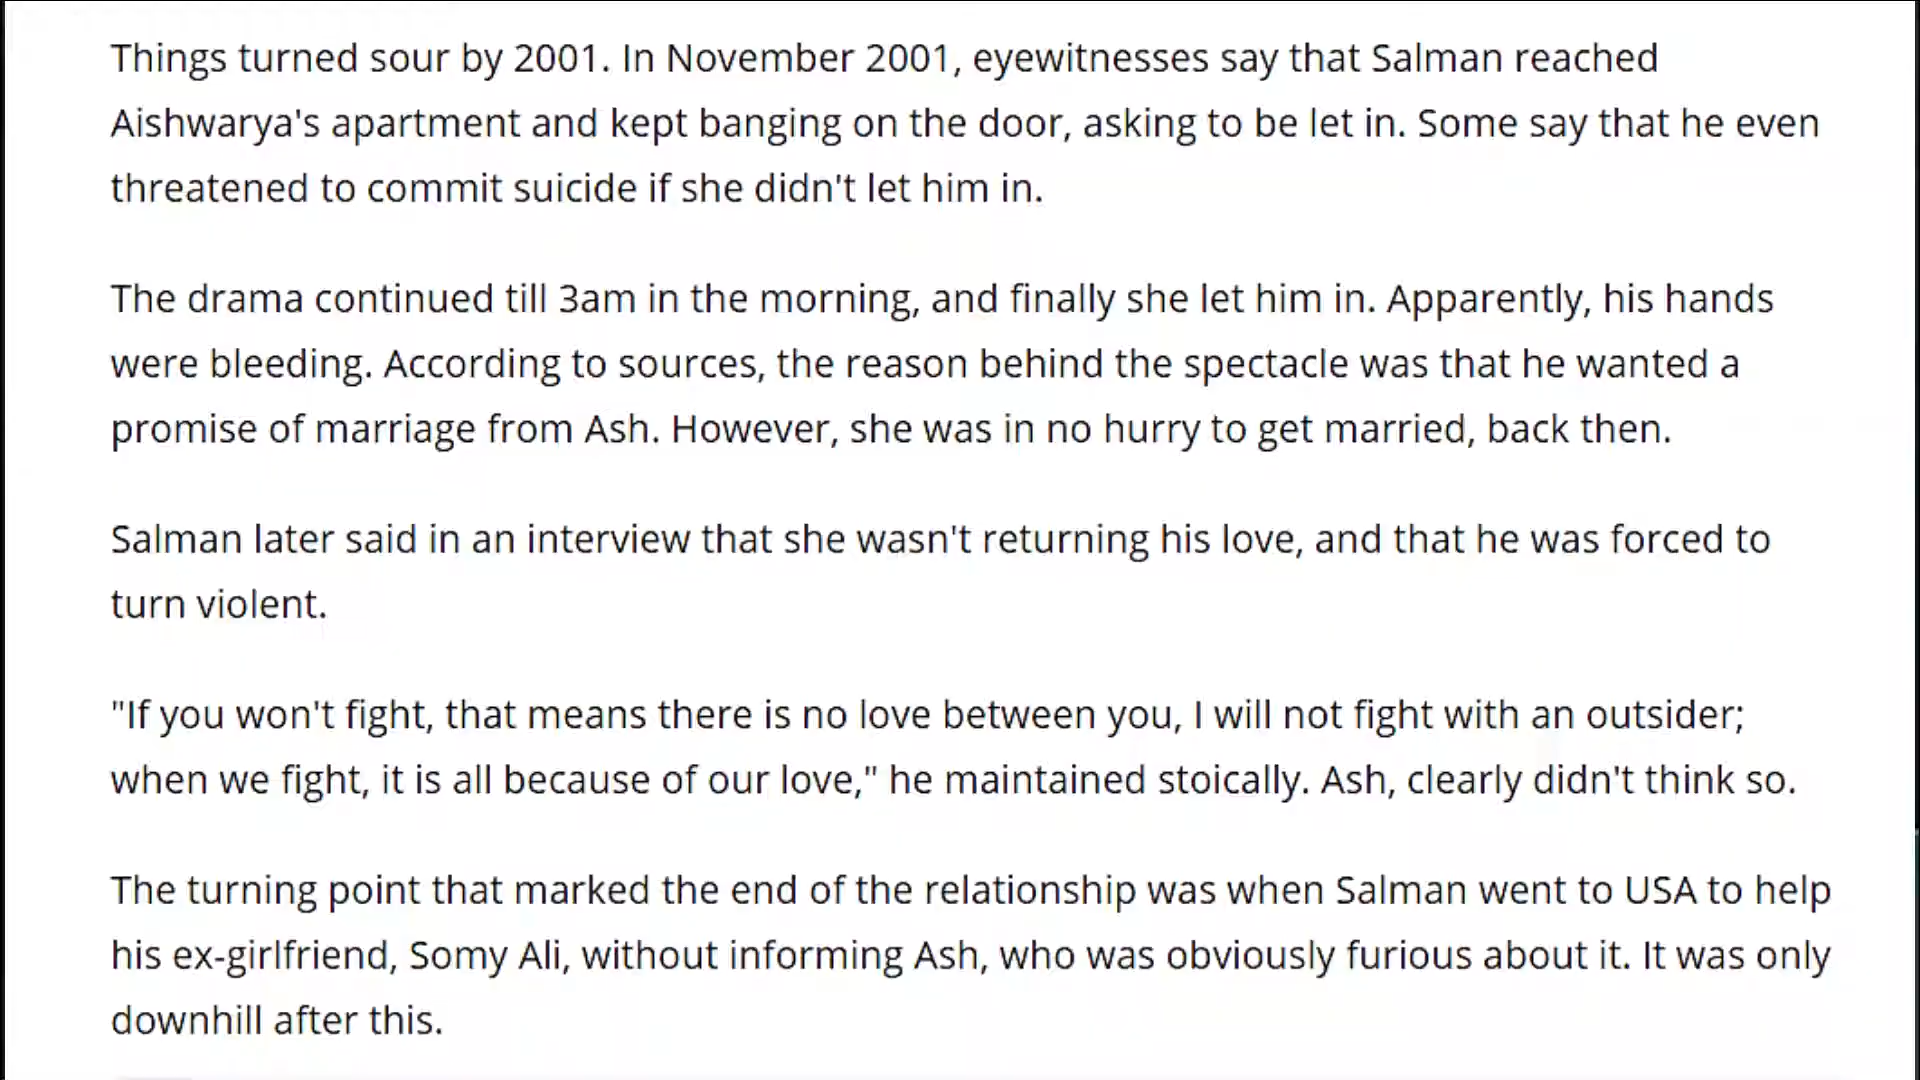 Things turned sour by 2001. In November 2001, eyewitnesses say that Salman reached
Aishwarya's apartment and kept banging on the door, asking to be let in. Some say that he even
threatened to commit suicide if she didn't let him in.
The drama continued till 3am in the morning, and finally she let him in. Apparently, his hands
were bleeding. According to sources, the reason behind the spectacle was that he wanted a
promise of marriage from Ash. However, she was in no hurry to get married, back then.
Salman later said in an interview that she wasn't returning his love, and that he was forced to
turn violent.
"If you won't fight, that means there is no love between you, I will not fight with an outsider;
when we fight, it is all because of our love," he maintained stoically. Ash, clearly didn't think so.
The turning point that marked the end of the relationship was when Salman went to USA to help
his ex-girlfriend, Somy Ali, without informing Ash, who was obviously furious about it. It was only
downhill after this.